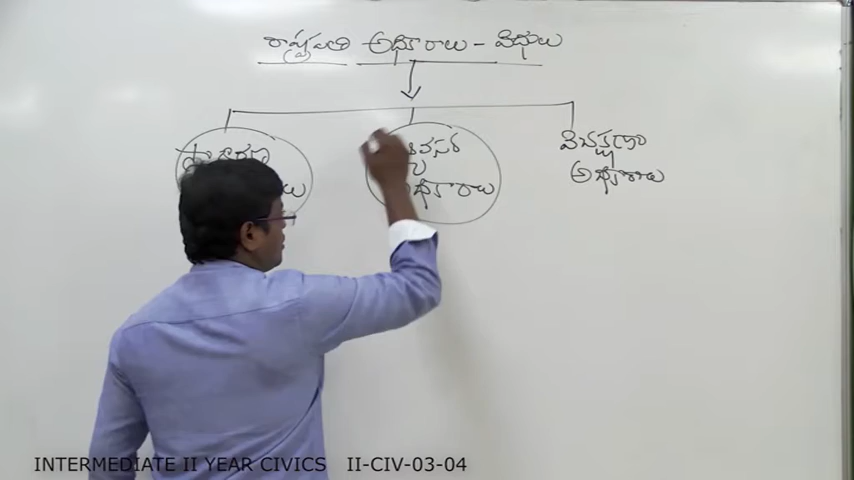 రాష్ట్రపతి అధికారాలు - విధులు
విచక్షణా
అధికారాలు
INTERMEDIATE II YEAR CIVICS II-CIV-03-04